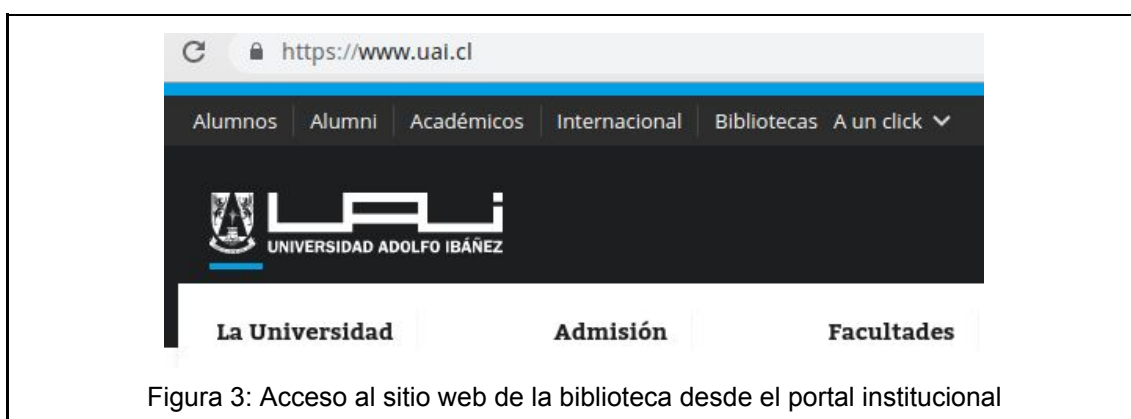 https://www.uai.cl
Alumnos Alumni Académicos Internacional Bibliotecas A un click
UAi
UNIVERSIDAD ADOLFO IBÁÑEZ
La Universidad Admisión Facultades
Figura 3: Acceso al sitio web de la biblioteca desde el portal institucional